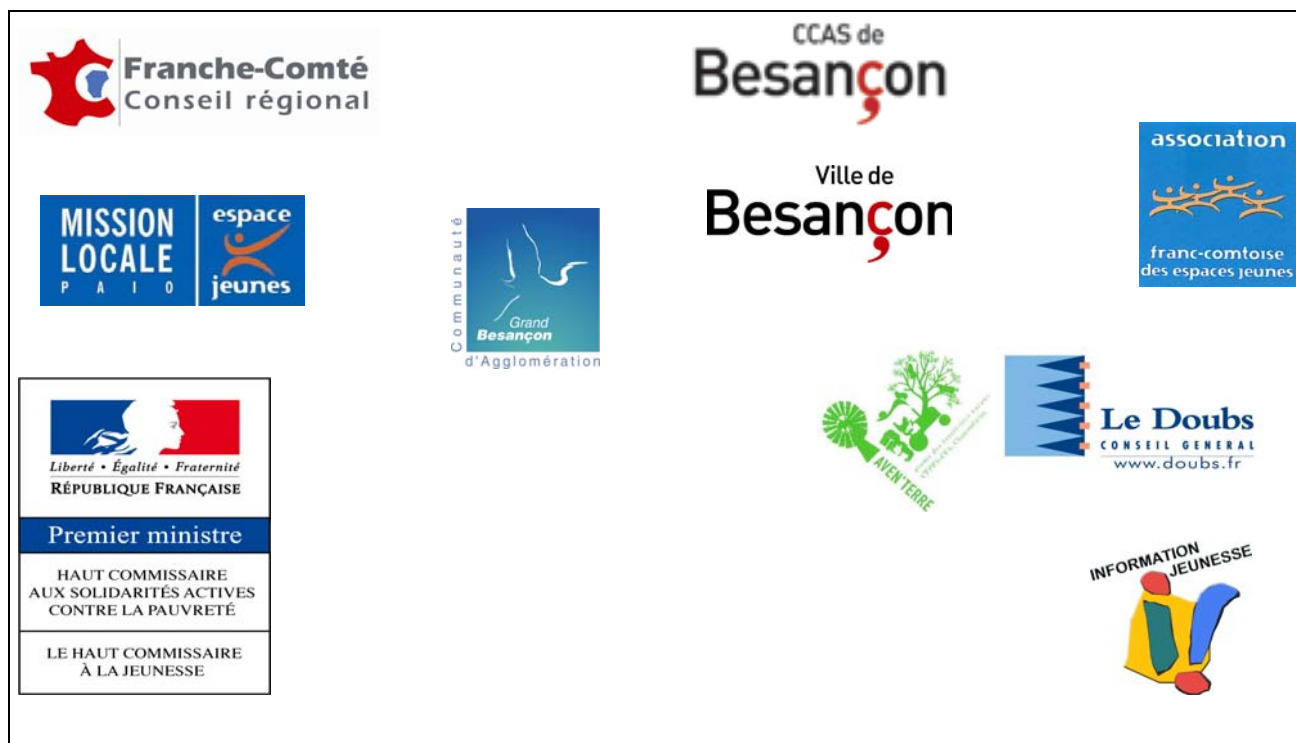 Franche-Comté
Conseil régional
CCAS de
Besançon
association
franc-comtoise
des espaces jeunes
MISSION
LOCALE
P A I O
espace
jeunes
Communauté
Grand
Besançon
d'Agglomération
Ville de
Besançon
Liberté • Égalité • Fraternité
RÉPUBLIQUE FRANÇAISE
Premier ministre
HAUT COMMISSAIRE
AUX SOLIDARITÉS ACTIVES
CONTRE LA PAUVRETÉ
LE HAUT COMMISSAIRE
À LA JEUNESSE
AVEN'TERRE
Le Doubs
CONSEIL GENERAL
www.doubs.fr
INFORMATION
JEUNESSE